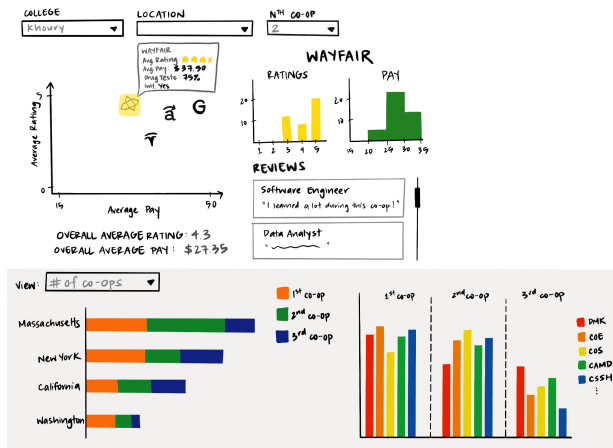 COLLEGE
Khoury
LOCATION
Nᵀᴴ CO-OP
2
WAYFAIR
Avg Rating:
Avg. Pay: $37.50
Drug Tests: 75%
Intl. Yes
5
0
Average Rating
a
G
15
50
Average Pay
OVERALL AVERAGE RATING: 4.3
OVERALL AVERAGE PAY: $27.35
WAYFAIR
RATINGS
20
10
1 2 3 4 5
PAY
20
10
15 20 25 30 35
REVIEWS
Software Engineer
"I learned a lot during this co-op!"
Data Analyst
View: # of co-ops
Massachusetts
New York
California
Washington
1st co-op
2nd co-op
3rd co-op
1st co-op
2nd co-op
3rd co-op
DMK
COE
COS
CAMD
CSSH